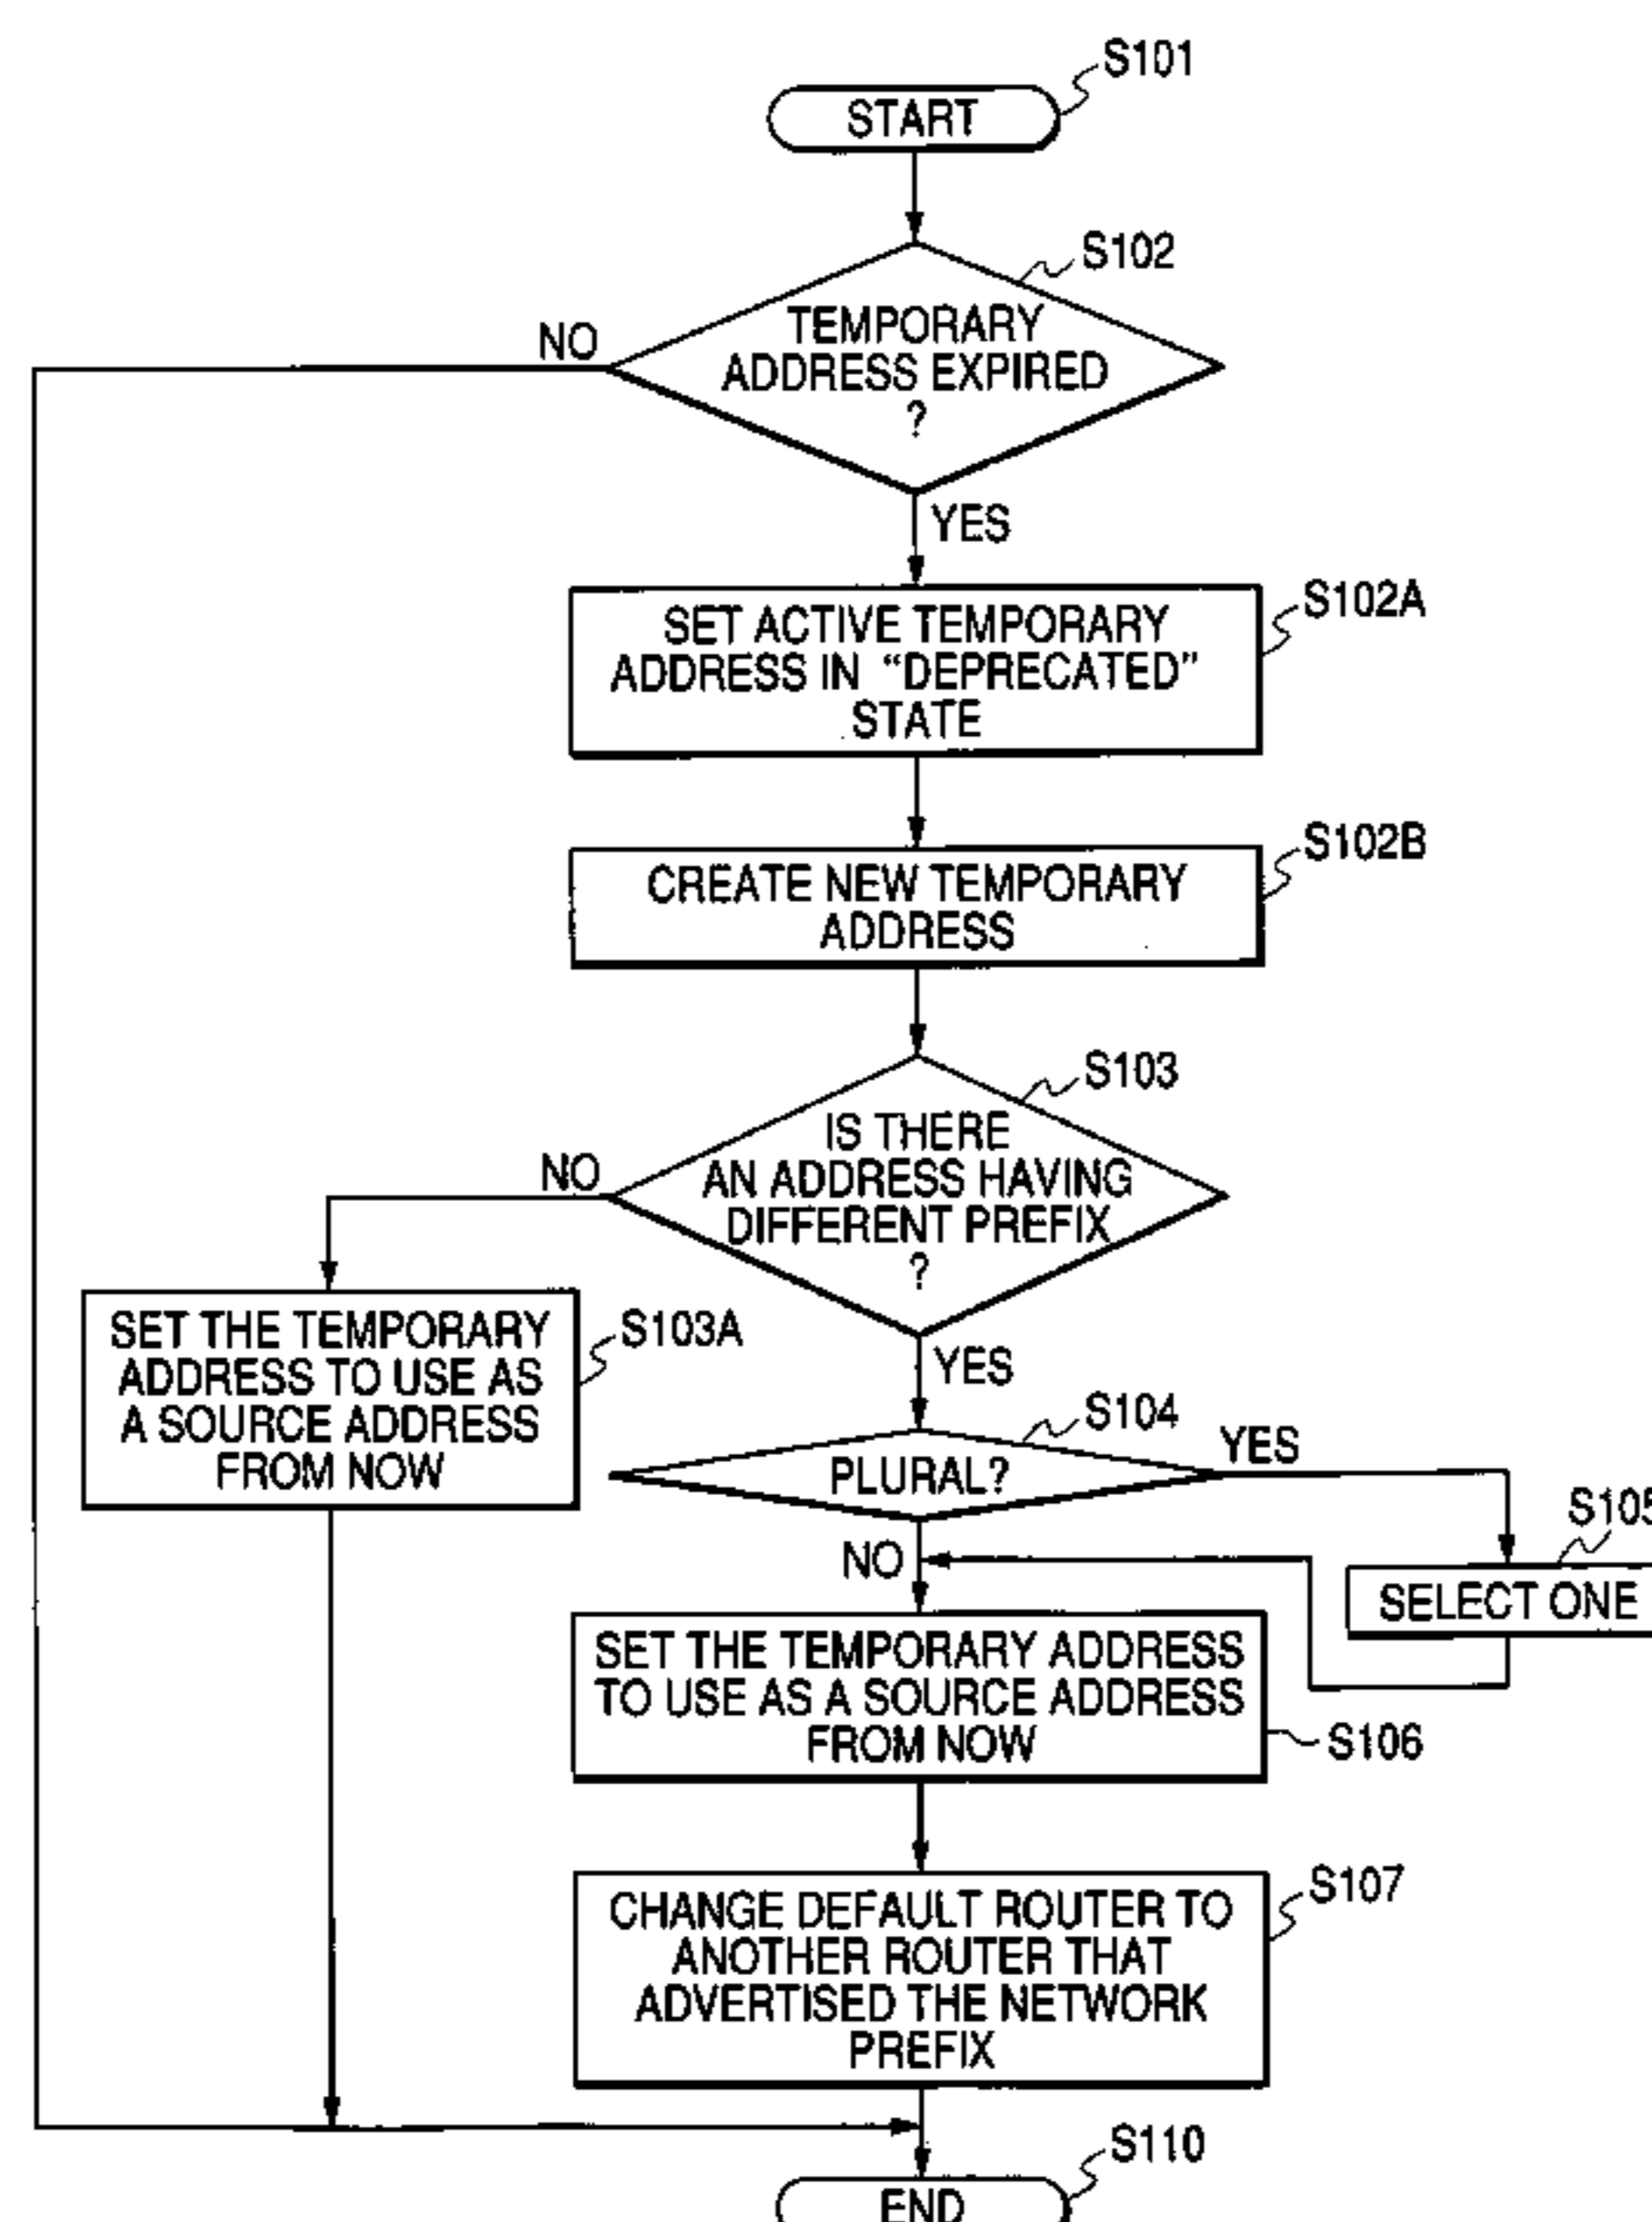 S101
START
S102
TEMPORARY
ADDRESS EXPIRED
?
NO
YES
S102A
SET ACTIVE TEMPORARY
ADDRESS IN “DEPRECATED”
STATE
S102B
CREATE NEW TEMPORARY
ADDRESS
S103
IS THERE
AN ADDRESS HAVING
DIFFERENT PREFIX
?
NO
YES
S103A
SET THE TEMPORARY
ADDRESS TO USE AS
A SOURCE ADDRESS
FROM NOW
S104
PLURAL?
YES
NO
S105
SELECT ONE
SET THE TEMPORARY ADDRESS
TO USE AS A SOURCE ADDRESS
FROM NOW
S106
S107
CHANGE DEFAULT ROUTER TO
ANOTHER ROUTER THAT
ADVERTISED THE NETWORK
PREFIX
S110
END